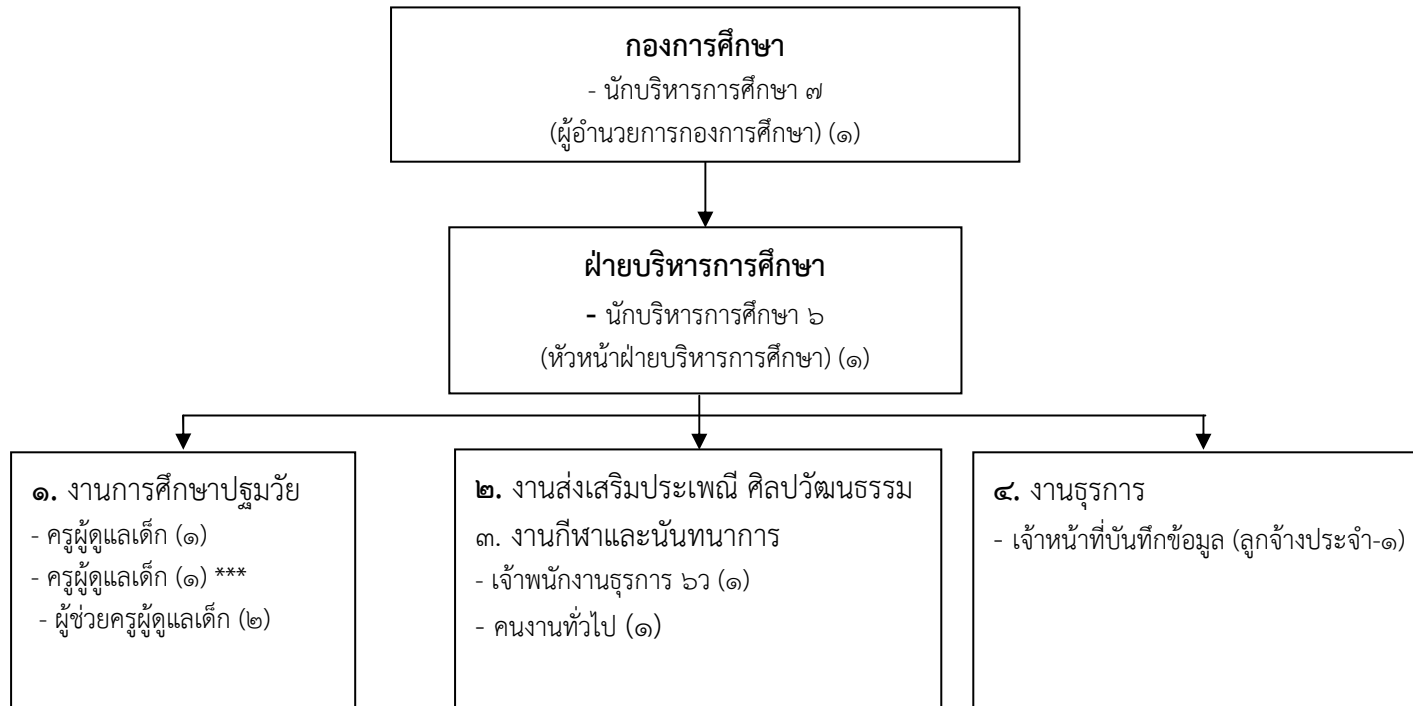 กองการศึกษา
- นักบริหารการศึกษา ๗
(ผู้อำนวยการกองการศึกษา) (๑)
ฝ่ายบริหารการศึกษา
- นักบริหารการศึกษา ๖
(หัวหน้าฝ่ายบริหารการศึกษา) (๑)
๑. งานการศึกษาปฐมวัย
- ครูผู้ดูแลเด็ก (๑)
- ครูผู้ดูแลเด็ก (๑) ***
- ผู้ช่วยครูผู้ดูแลเด็ก (๒)
๒. งานส่งเสริมประเพณี ศิลปวัฒนธรรม
๓. งานกีฬาและนันทนาการ
- เจ้าพนักงานธุรการ ๖ว (๑)
- คนงานทั่วไป (๑)
๔. งานธุรการ
- เจ้าหน้าที่บันทึกข้อมูล (ลูกจ้างประจำ-๑)